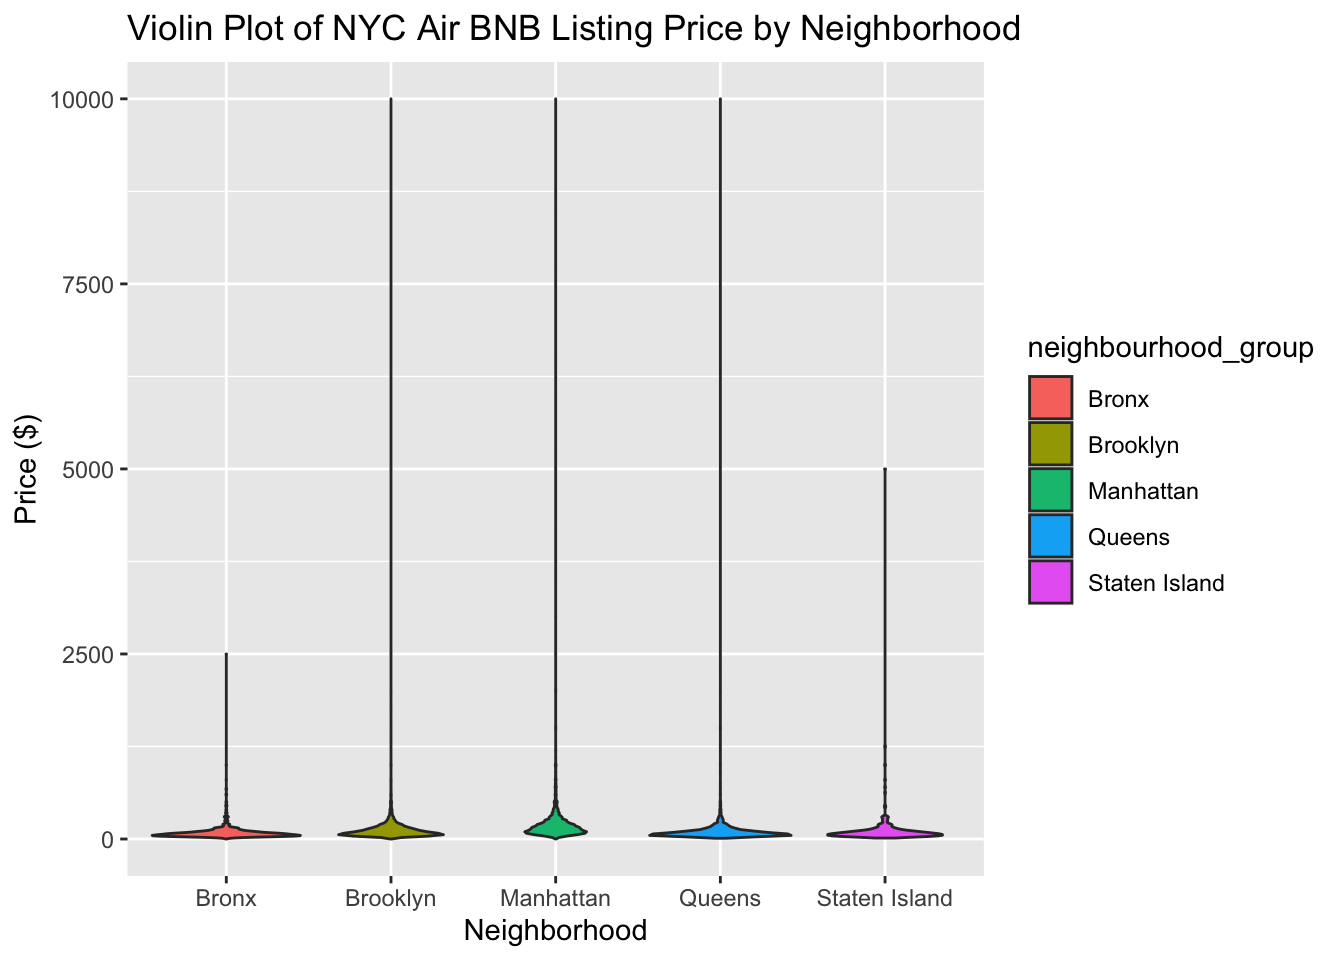 Violin Plot of NYC Air BNB Listing Price by Neighborhood
Price ($)
10000
7500
5000
2500
0
Bronx Brooklyn Manhattan Queens Staten Island
Neighborhood
neighbourhood_group
Bronx
Brooklyn
Manhattan
Queens
Staten Island